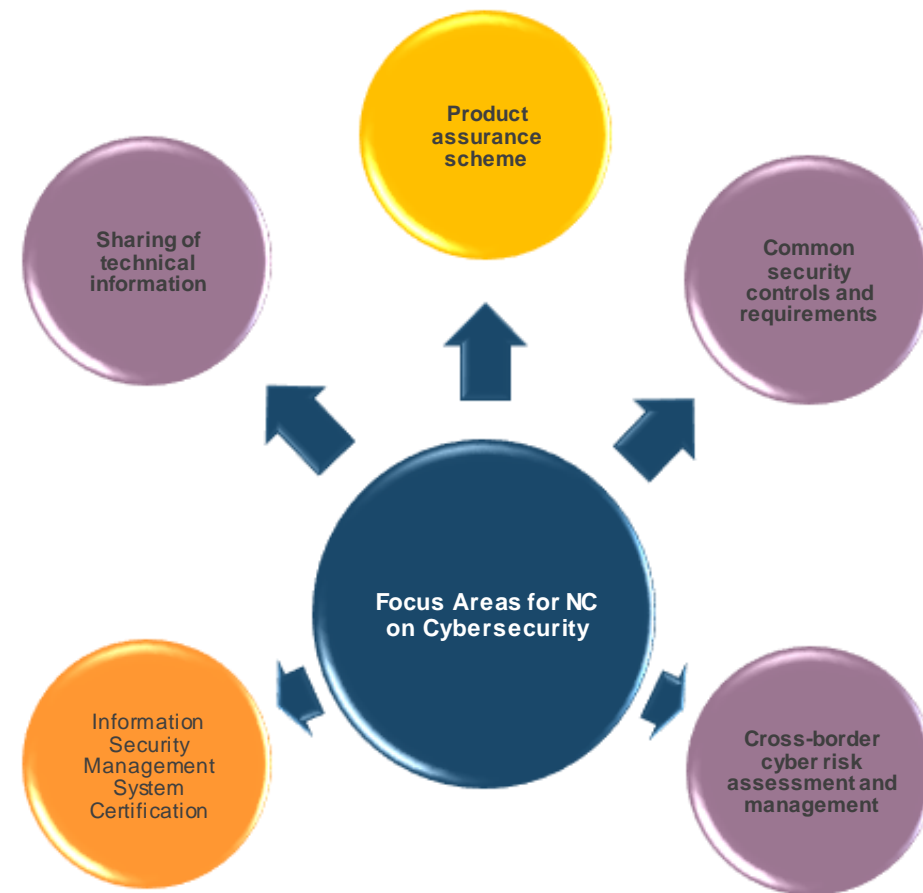 Product
assurance
scheme
Sharing of
technical
information
Common
security
controls and
requirements
Focus Areas for NC
on Cybersecurity
Information
Security
Management
System
Certification
Cross-border
cyber risk
assessment and
management